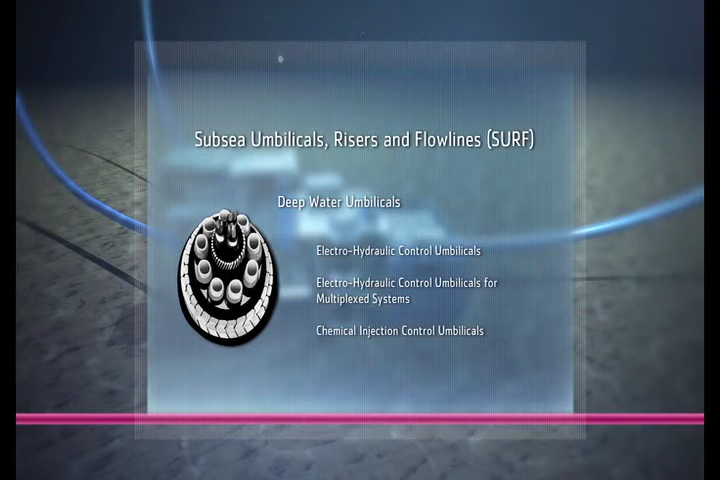 Subsea Umbilicals, Risers and Flowlines (SURF)
Deep Water Umbilicals
Electro-Hydraulic Control Umbilicals
Electro-Hydraulic Control Umbilicals for
Multiplexed Systems
Chemical Injection Control Umbilicals